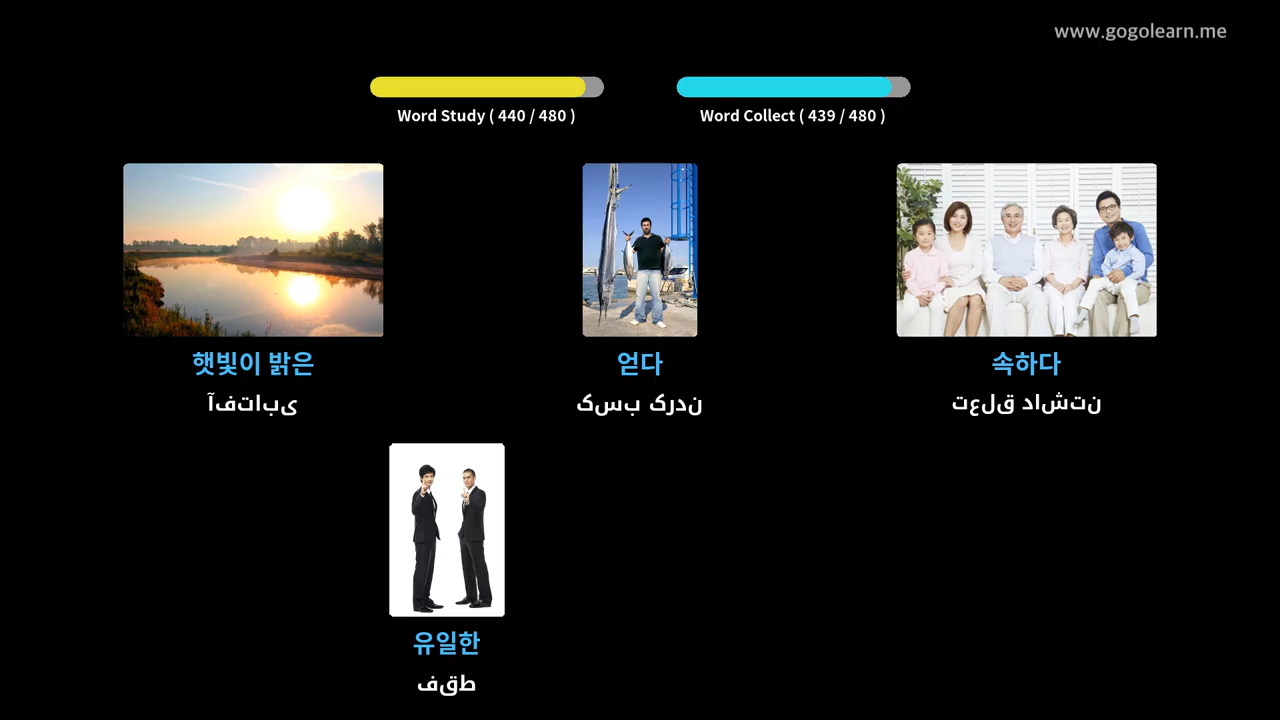 www.gogolearn.me
Word Study ( 440 / 480 )
Word Collect ( 439 / 480 )
햇빛이 밝은
آفتابی
얻다
کسب کردن
속하다
تعلق داشتن
유일한
فقط